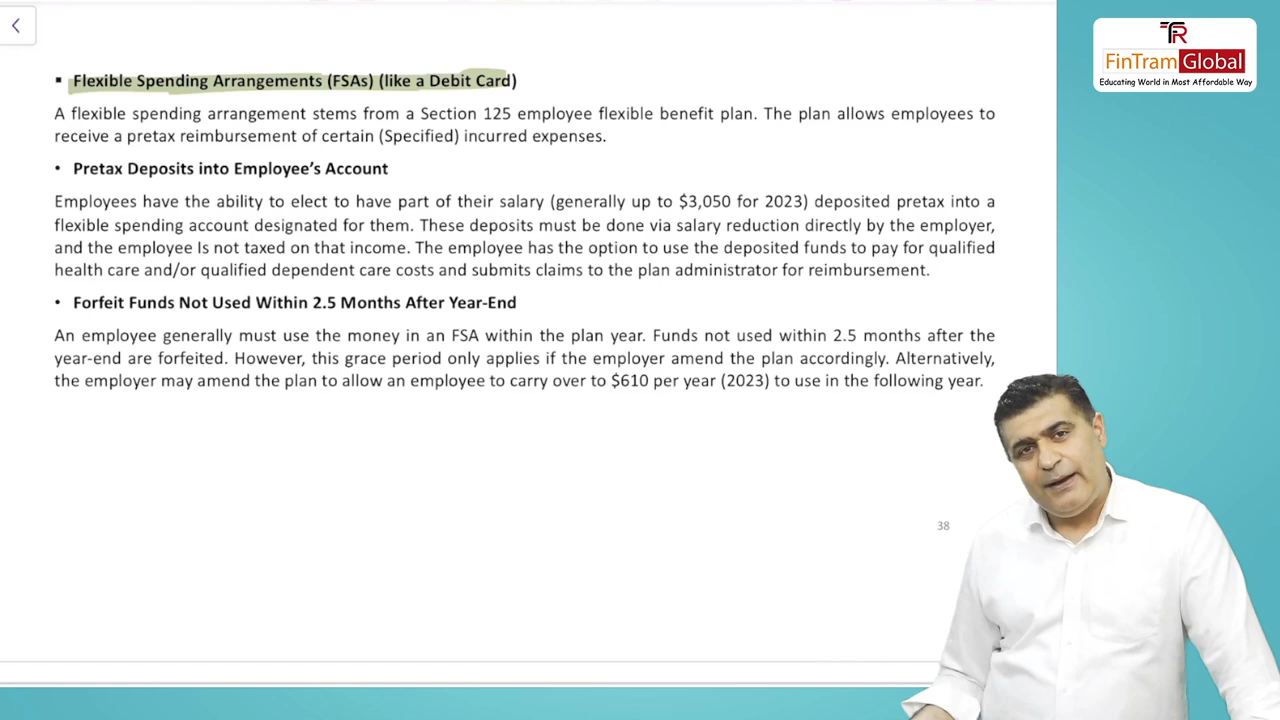 ▪ Flexible Spending Arrangements (FSAs) (like a Debit Card)
A flexible spending arrangement stems from a Section 125 employee flexible benefit plan. The plan allows employees to
receive a pretax reimbursement of certain (Specified) incurred expenses.
• Pretax Deposits into Employee's Account
Employees have the ability to elect to have part of their salary (generally up to $3,050 for 2023) deposited pretax into a
flexible spending account designated for them. These deposits must be done via salary reduction directly by the employer,
and the employee Is not taxed on that income. The employee has the option to use the deposited funds to pay for qualified
health care and/or qualified dependent care costs and submits claims to the plan administrator for reimbursement.
• Forfeit Funds Not Used Within 2.5 Months After Year-End
An employee generally must use the money in an FSA within the plan year. Funds not used within 2.5 months after the
year-end are forfeited. However, this grace period only applies if the employer amend the plan accordingly. Alternatively,
the employer may amend the plan to allow an employee to carry over to $610 per year (2023) to use in the following year.
38
FinTram Global
Educating World in Most Affordable Way